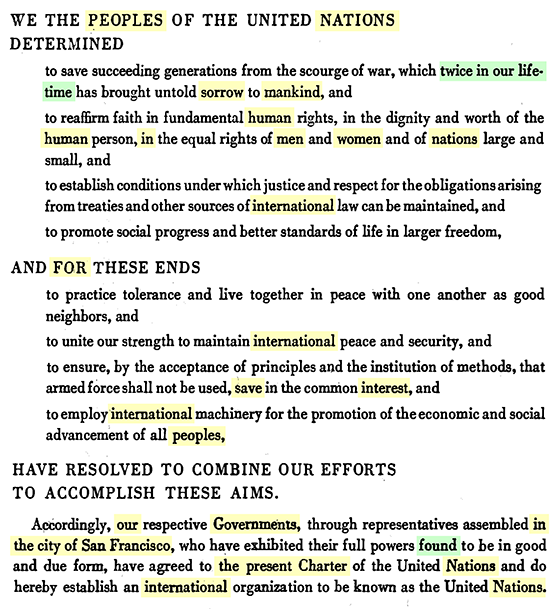 WE THE PEOPLES OF THE UNITED NATIONS
DETERMINED
to save succeeding generations from the scourge of war, which twice in our life-
time has brought untold sorrow to mankind, and
to reaffirm faith in fundamental human rights, in the dignity and worth of the
human person, in the equal rights of men and women and of nations large and
small, and
to establish conditions under which justice and respect for the obligations arising
from treaties and other sources of international law can be maintained, and
to promote social progress and better standards of life in larger freedom,
AND FOR THESE ENDS
to practice tolerance and live together in peace with one another as good
neighbors, and
to unite our strength to maintain international peace and security, and
to ensure, by the acceptance of principles and the institution of methods, that
armed force shall not be used, save in the common interest, and
to employ international machinery for the promotion of the economic and social
advancement of all peoples,
HAVE RESOLVED TO COMBINE OUR EFFORTS
TO ACCOMPLISH THESE AIMS.
Accordingly, our respective Governments, through representatives assembled in
the city of San Francisco, who have exhibited their full powers found to be in good
and due form, have agreed to the present Charter of the United Nations and do
hereby establish an international organization to be known as the United Nations.